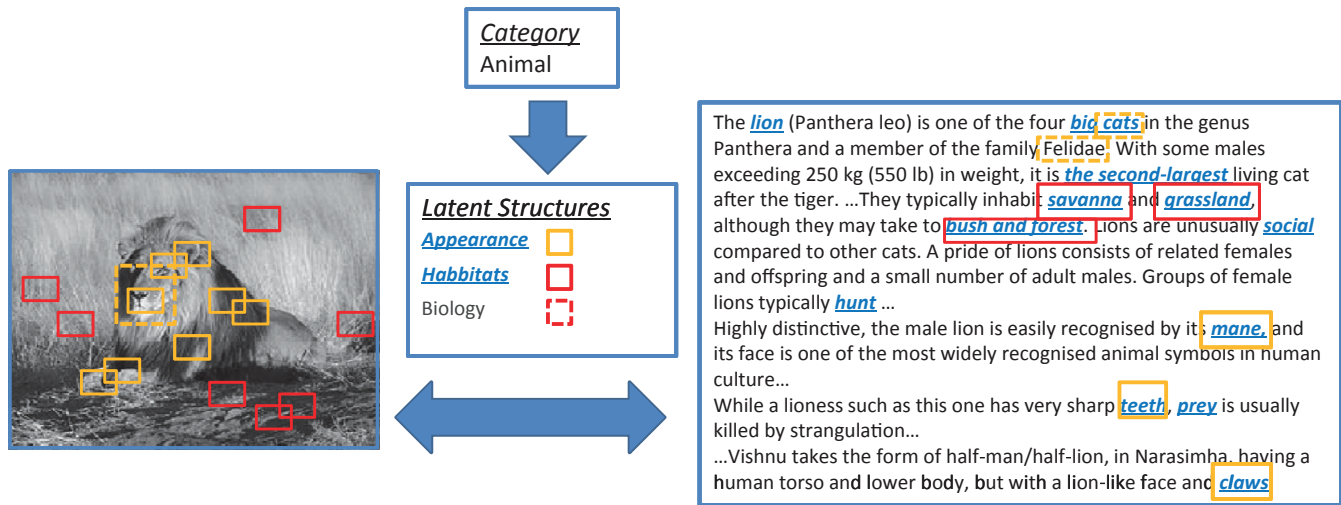 Category
Animal
Latent Structures
Appearance
Habbitats
Biology
The lion (Panthera leo) is one of the four big cats in the genus
Panthera and a member of the family Felidae. With some males
exceeding 250 kg (550 lb) in weight, it is the second-largest living cat
after the tiger. ...They typically inhabit savanna and grassland,
although they may take to bush and forest. Lions are unusually social
compared to other cats. A pride of lions consists of related females
and offspring and a small number of adult males. Groups of female
lions typically hunt ...
Highly distinctive, the male lion is easily recognised by its mane, and
its face is one of the most widely recognised animal symbols in human
culture...
While a lioness such as this one has very sharp teeth, prey is usually
killed by strangulation...
...Vishnu takes the form of half-man/half-lion, in Narasimha, having a
human torso and lower body, but with a lion-like face and claws